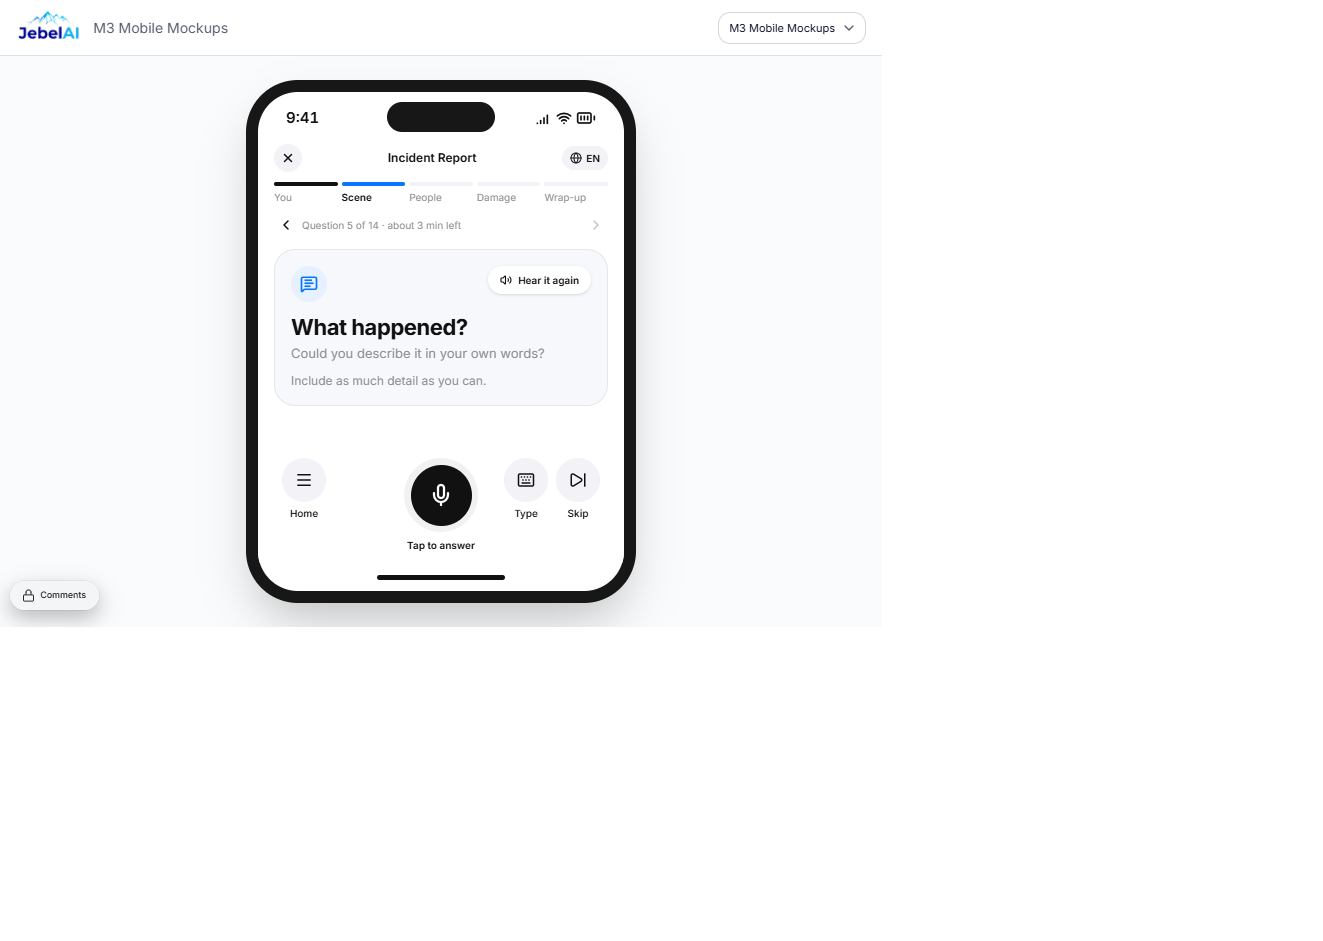 JebelAI
M3 Mobile Mockups
M3 Mobile Mockups
9:41
Incident Report
EN
You
Scene
People
Damage
Wrap-up
Question 5 of 14 · about 3 min left
Hear it again
What happened?
Could you describe it in your own words?
Include as much detail as you can.
Home
Type
Skip
Tap to answer
Comments